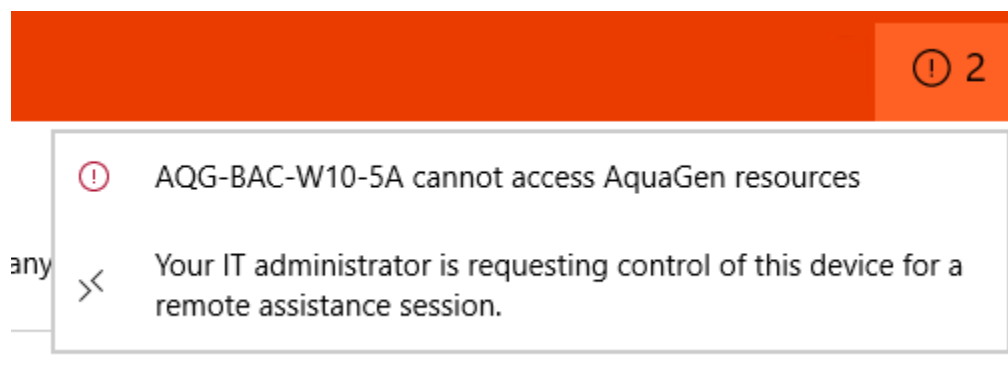 2
AQG-BAC-W10-5A cannot access AquaGen resources
any
Your IT administrator is requesting control of this device for a
remote assistance session.